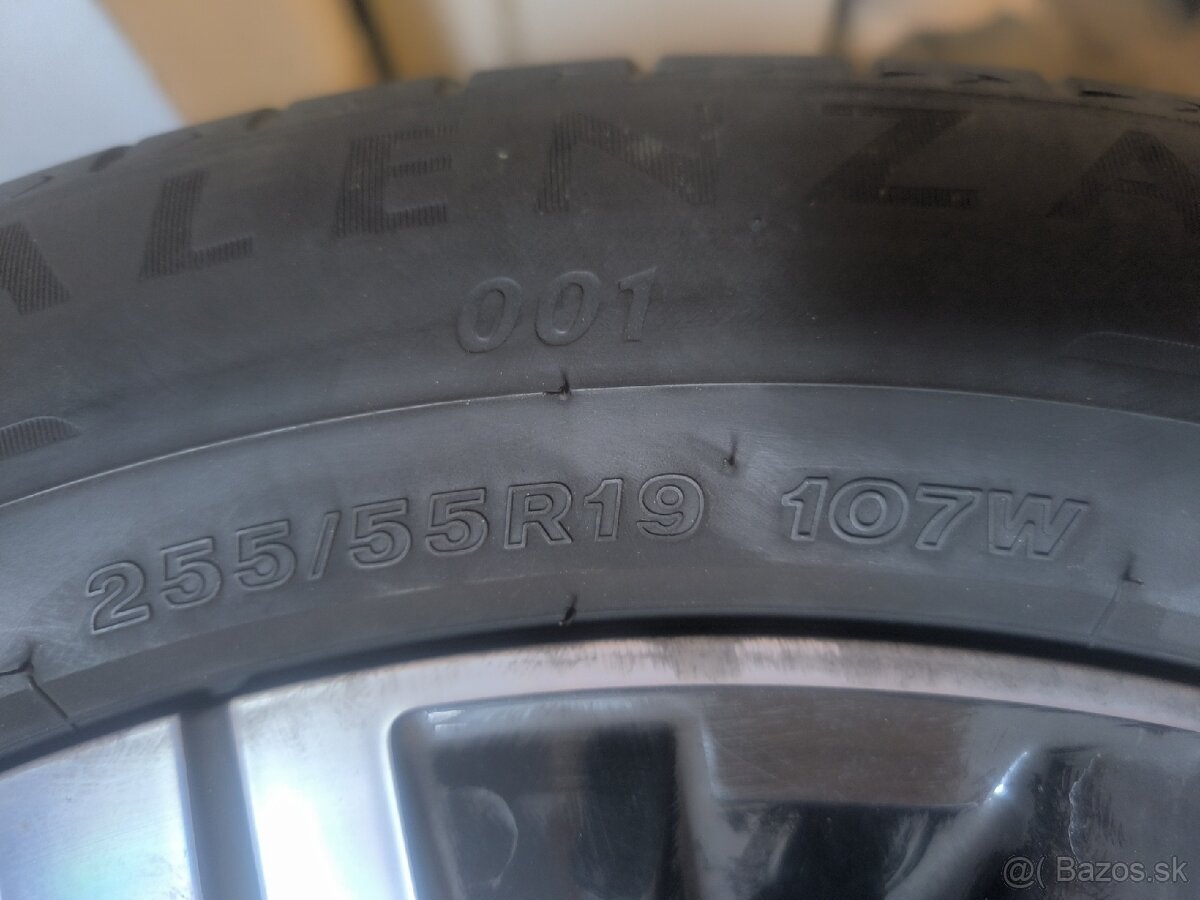 ALENZA
001
255/55R19 107W
@( Bazos.sk